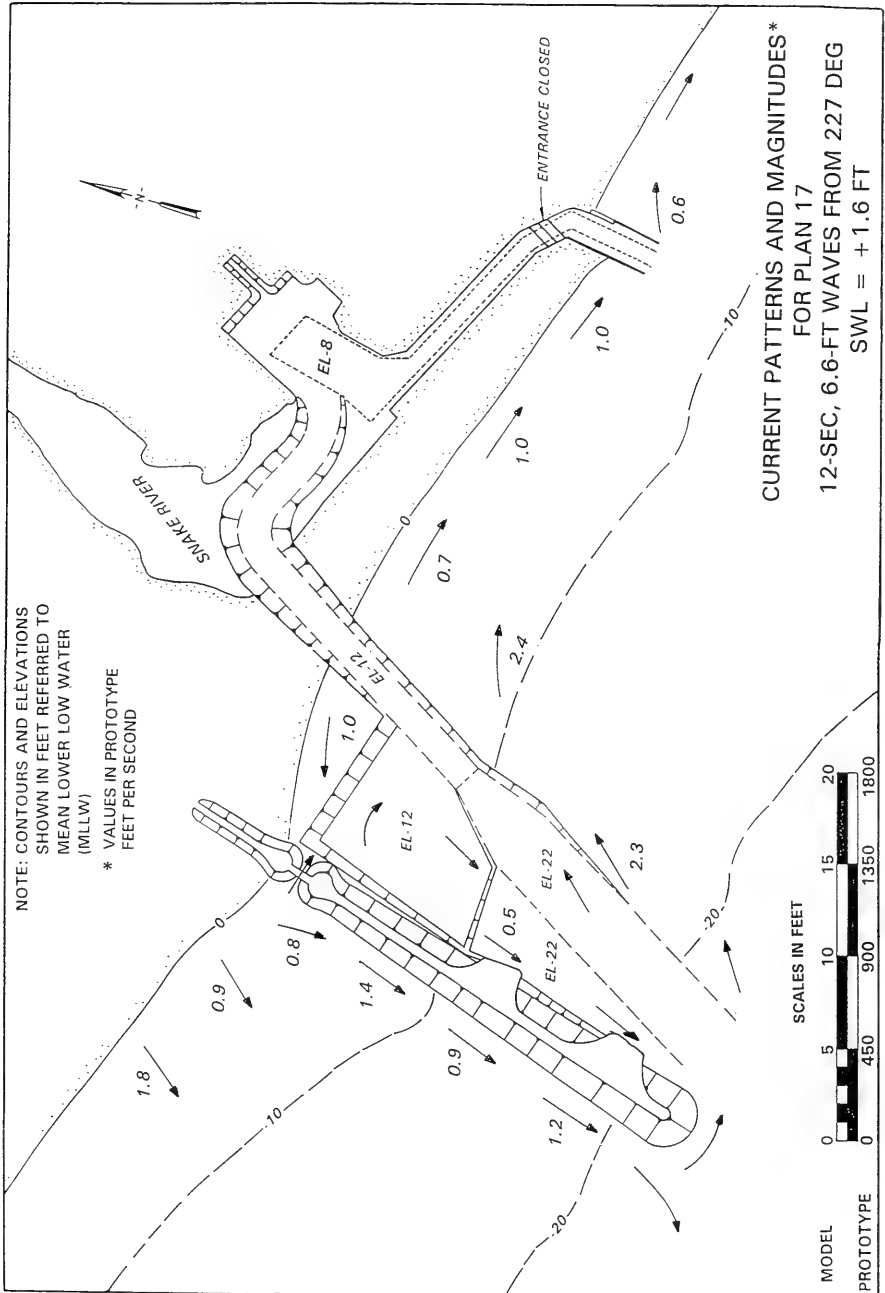 NOTE: CONTOURS AND ELEVATIONS
SHOWN IN FEET REFERRED TO
MEAN LOWER LOW WATER
(MLLW)
* VALUES IN PROTOTYPE
FEET PER SECOND
-N-
SNAKE RIVER
EL-8
ENTRANCE CLOSED
EL-12
EL-12
EL-22
EL-22
0
0
-10
-10
-20
-20
1.8
0.9
0.8
1.4
0.9
1.2
1.0
0.5
2.3
2.4
0.7
1.0
1.0
0.6
CURRENT PATTERNS AND MAGNITUDES*
FOR PLAN 17
12-SEC, 6.6-FT WAVES FROM 227 DEG
SWL = +1.6 FT
SCALES IN FEET
MODEL 0 5 10 15 20
PROTOTYPE 0 450 900 1350 1800